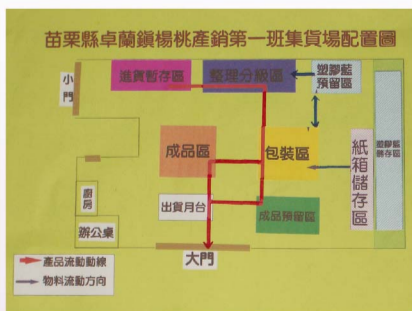 苗栗縣卓蘭鎮楊桃產銷第一班集貨場配置圖
小門
進貨暫存區
整理分級區
塑膠籃預留區
成品區
包裝區
紙箱儲存區
塑膠籃儲存區
廚房
出貨月台
成品預留區
辦公桌
大門
產品流動動線
物料流動方向